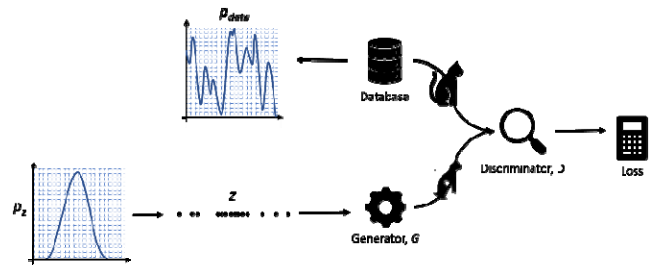 p_data
Database
Discriminator, D
Loss
p_z
z
Generator, G